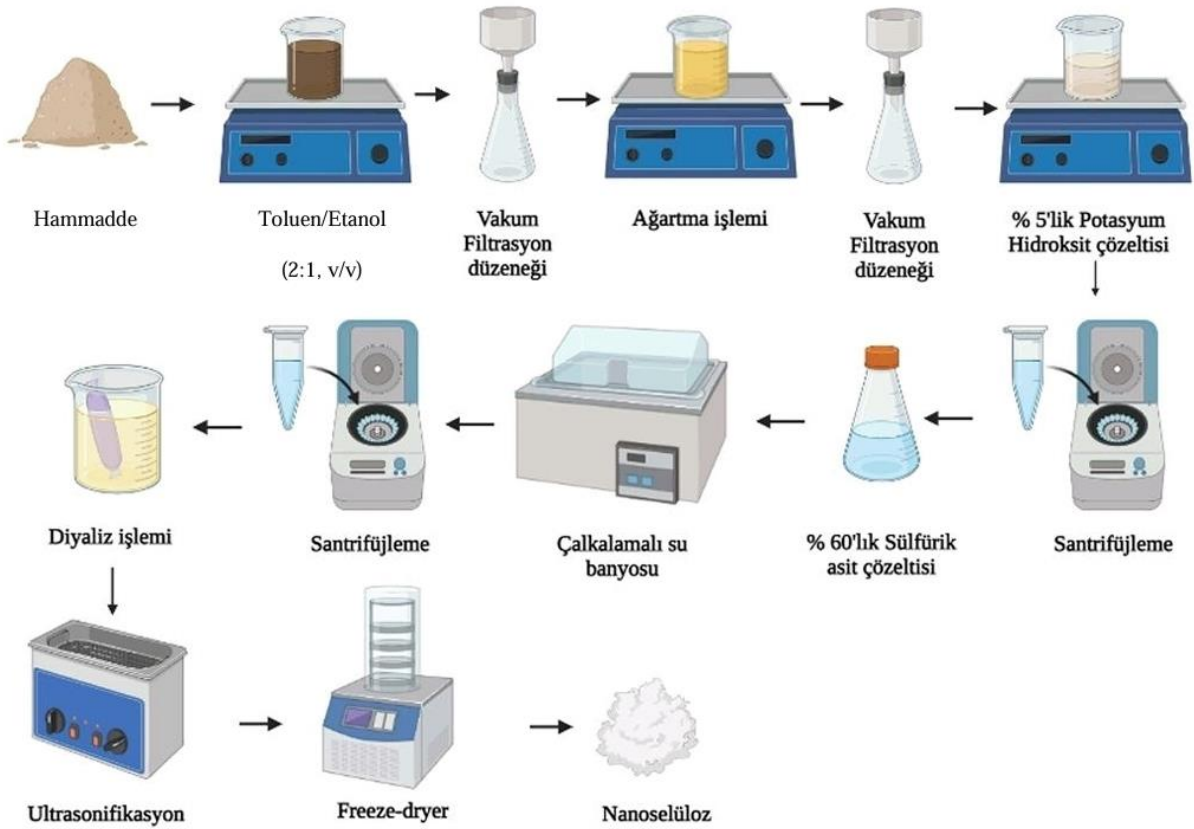 Hammadde
Toluen/Etanol
(2:1, v/v)
Vakum
Filtrasyon
düzeneği
Ağartma işlemi
Vakum
Filtrasyon
düzeneği
% 5'lik Potasyum
Hidroksit çözeltisi
Diyaliz işlemi
Santrifüjleme
Çalkalamalı su
banyosu
% 60'lık Sülfürik
asit çözeltisi
Santrifüjleme
Ultrasonifikasyon
Freeze-dryer
Nanoselüloz